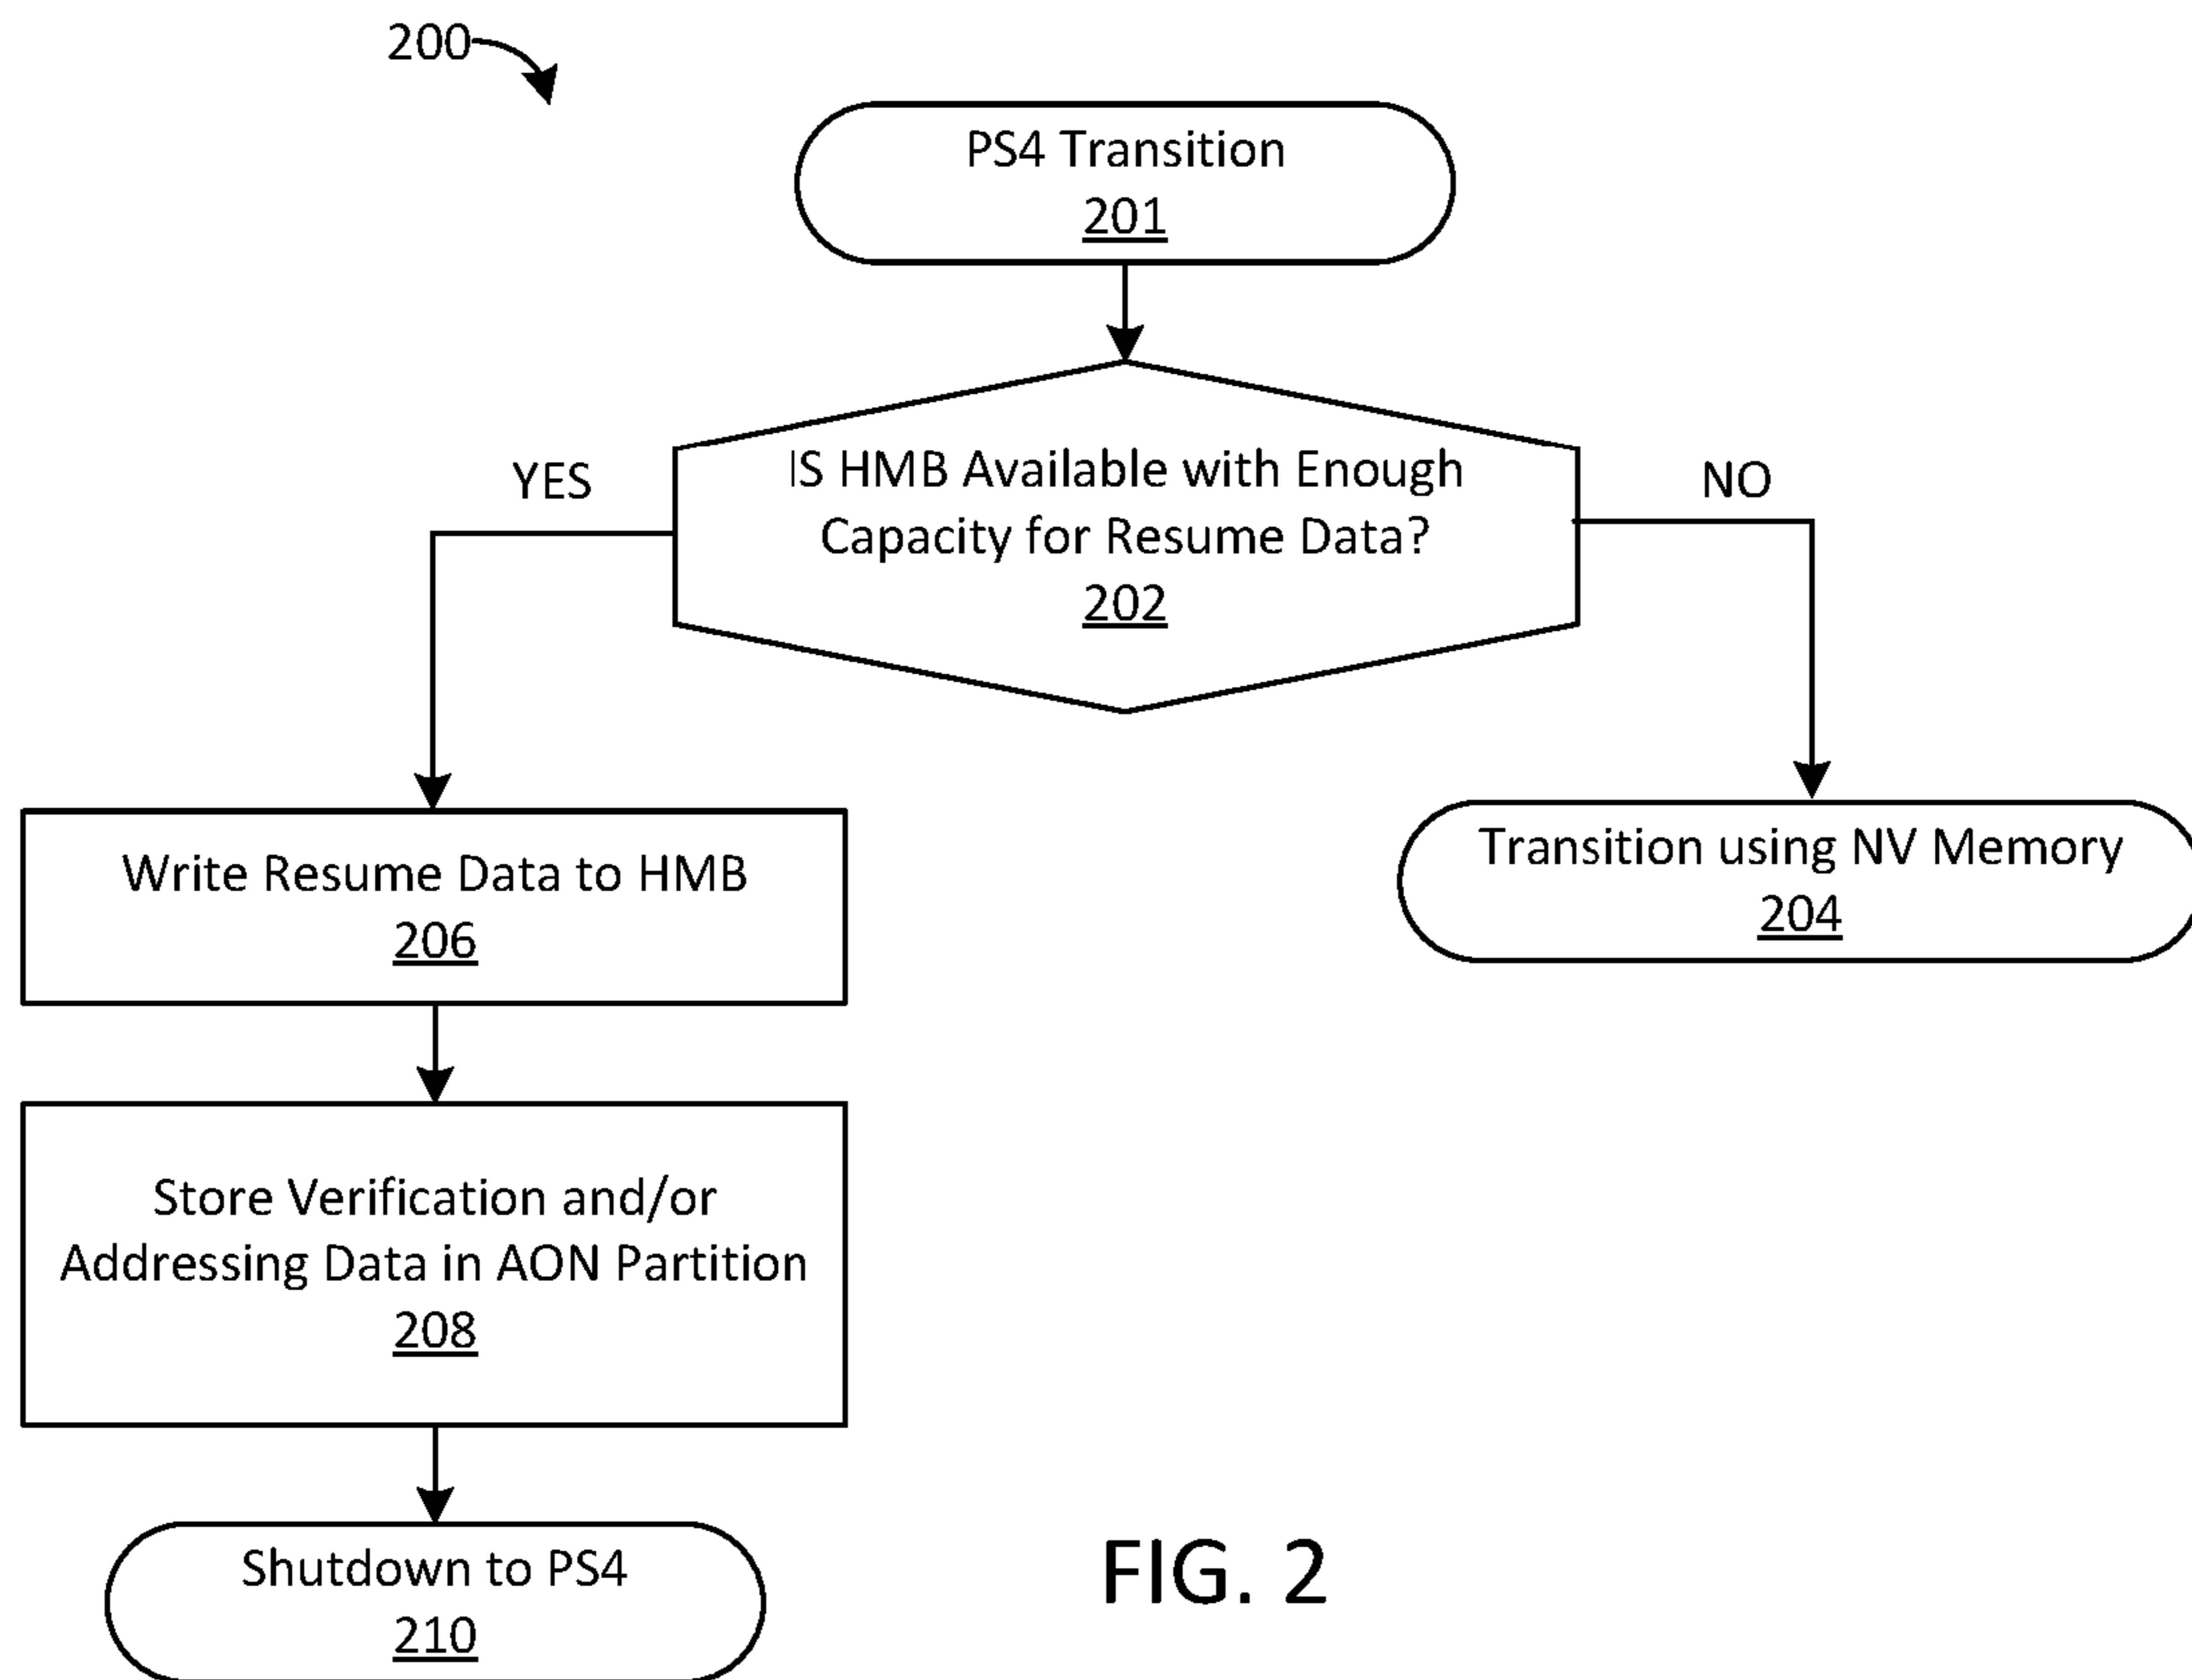 200
PS4 Transition
201
IS HMB Available with Enough
Capacity for Resume Data?
202
YES
NO
Write Resume Data to HMB
206
Transition using NV Memory
204
Store Verification and/or
Addressing Data in AON Partition
208
Shutdown to PS4
210
FIG. 2